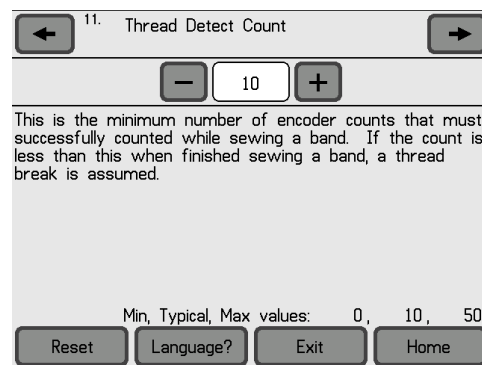 11. Thread Detect Count
− 10 +
This is the minimum number of encoder counts that must
successfully counted while sewing a band. If the count is
less than this when finished sewing a band, a thread
break is assumed.
Min, Typical, Max values: 0, 10, 50
Reset Language? Exit Home